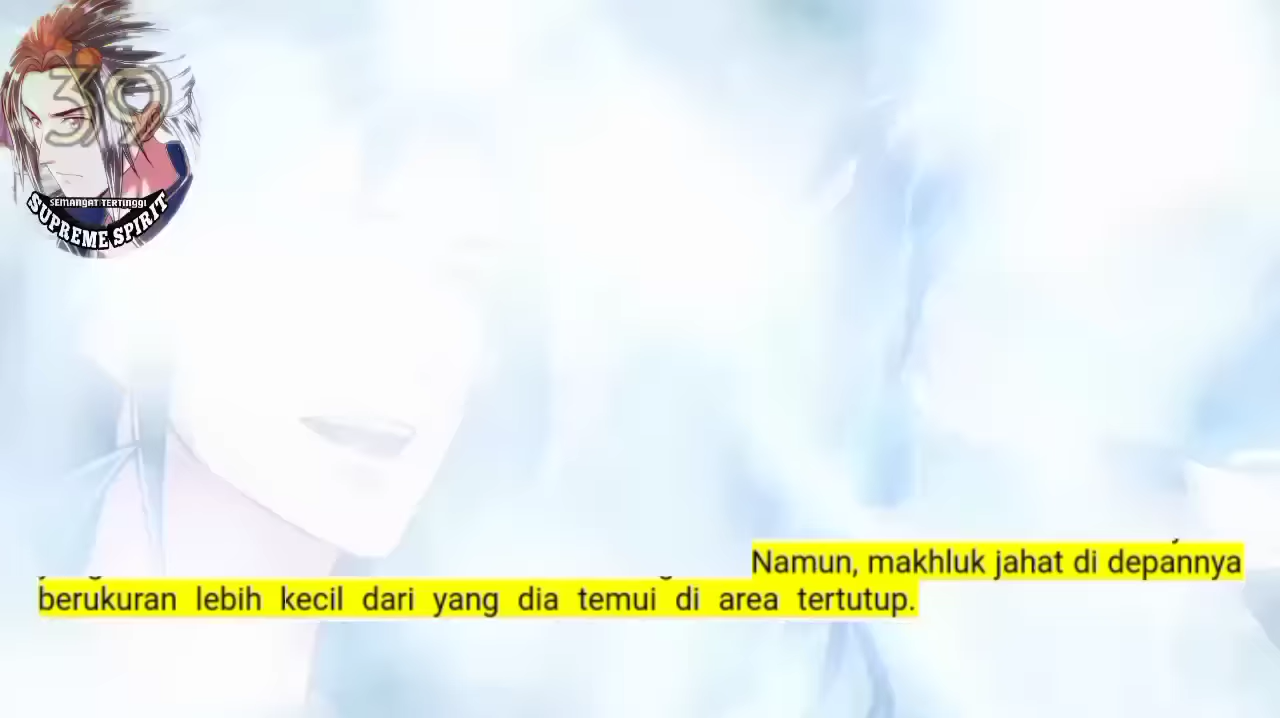 39
SEMANGAT TERTINGGI
SUPREME SPIRIT
Namun, makhluk jahat di depannya
berukuran lebih kecil dari yang dia temui di area tertutup.